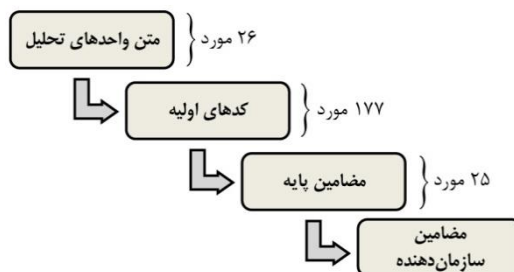 متن واحدهای تحلیل
۲۶ مورد
کدهای اولیه
۱۷۷ مورد
مضامین پایه
۲۵ مورد
مضامین
سازمان‌دهنده